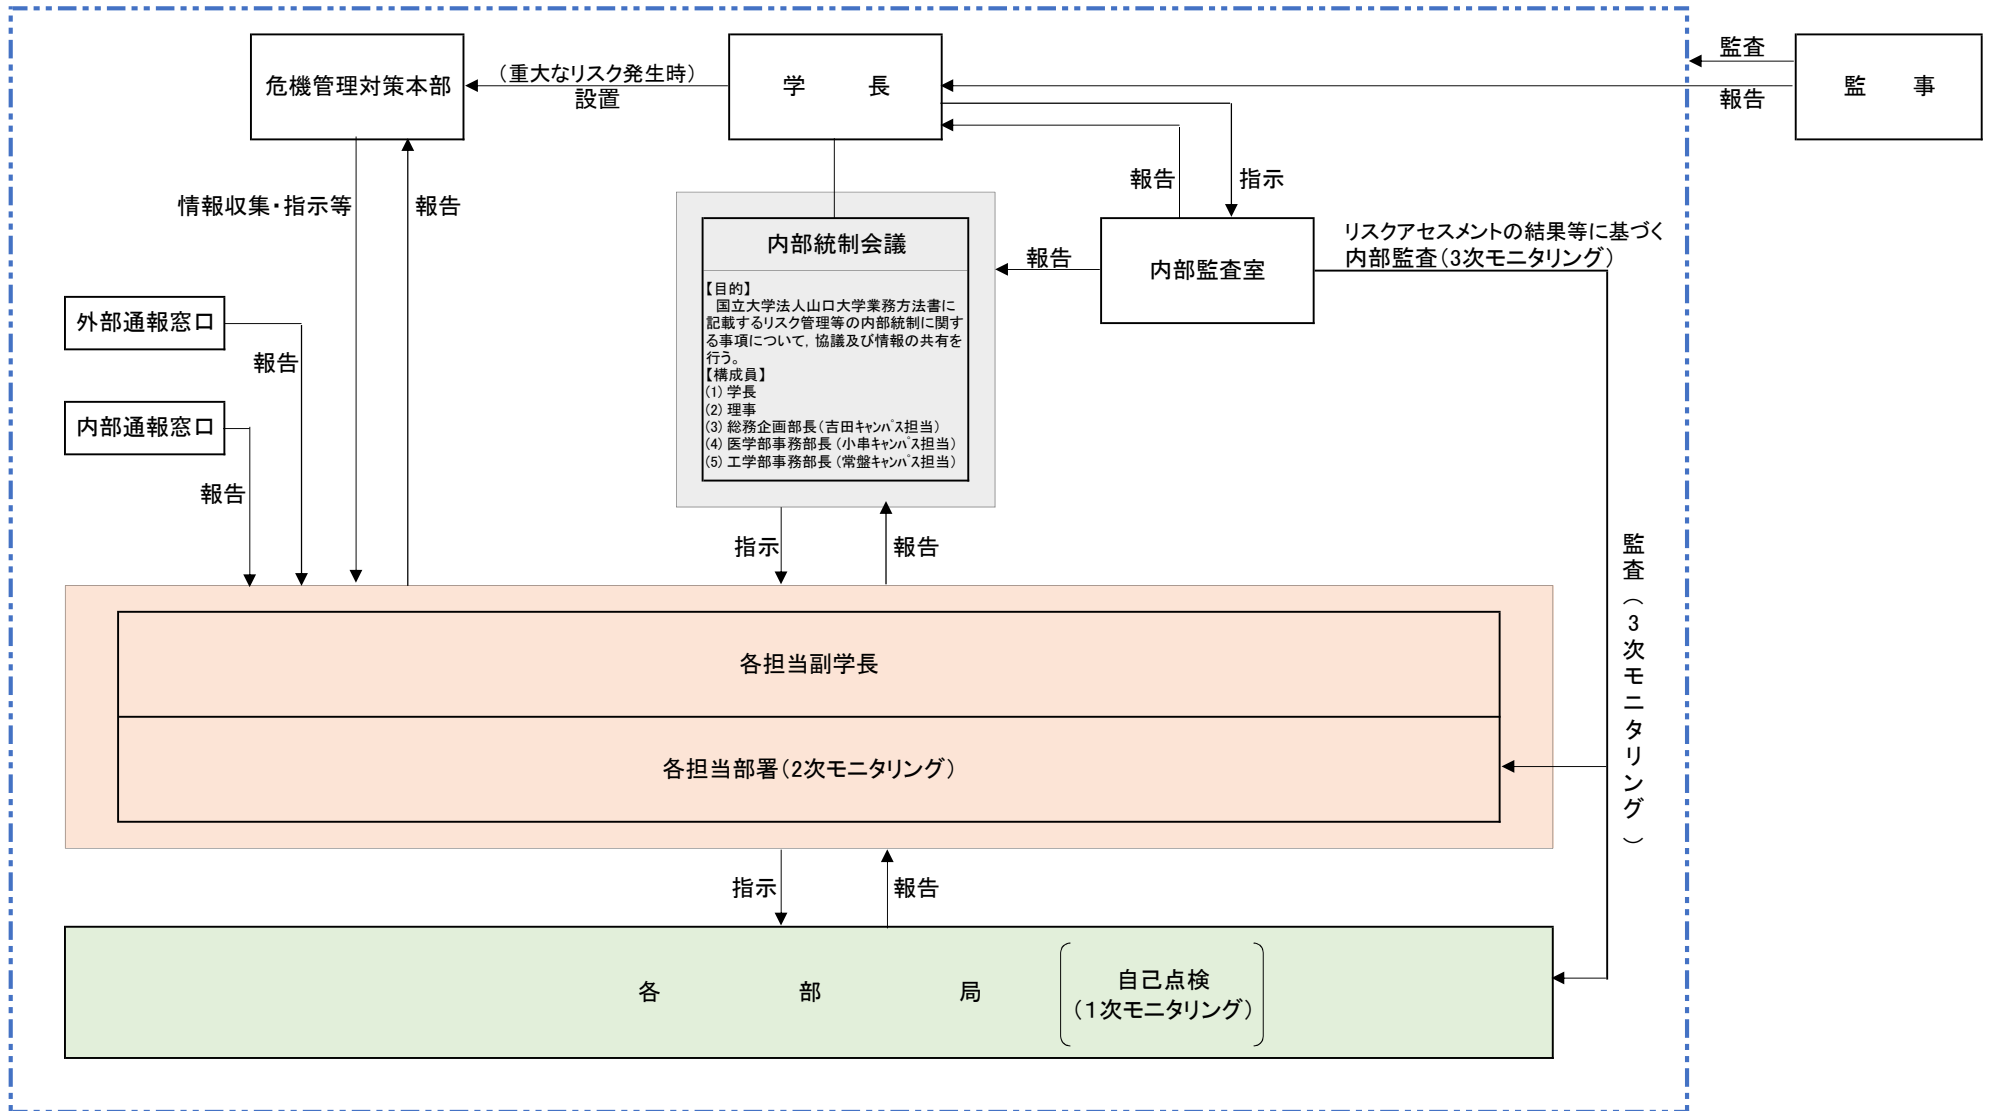 危機管理対策本部
（重大なリスク発生時）
設置
学　　長
監査
報告
監　　事
情報収集・指示等
報告
報告
指示
内部統制会議
【目的】
　国立大学法人山口大学業務方法書に
記載するリスク管理等の内部統制に関す
る事項について，協議及び情報の共有を
行う。
【構成員】
(1) 学長
(2) 理事
(3) 総務企画部長（吉田ｷｬﾝﾊﾟｽ担当）
(4) 医学部事務部長（小串ｷｬﾝﾊﾟｽ担当）
(5) 工学部事務部長（常盤ｷｬﾝﾊﾟｽ担当）
報告
内部監査室
リスクアセスメントの結果等に基づく
内部監査（3次モニタリング）
外部通報窓口
報告
内部通報窓口
報告
指示
報告
監査（3次モニタリング）
各担当副学長
各担当部署（2次モニタリング）
指示
報告
各　　部　　局
自己点検
（1次モニタリング）